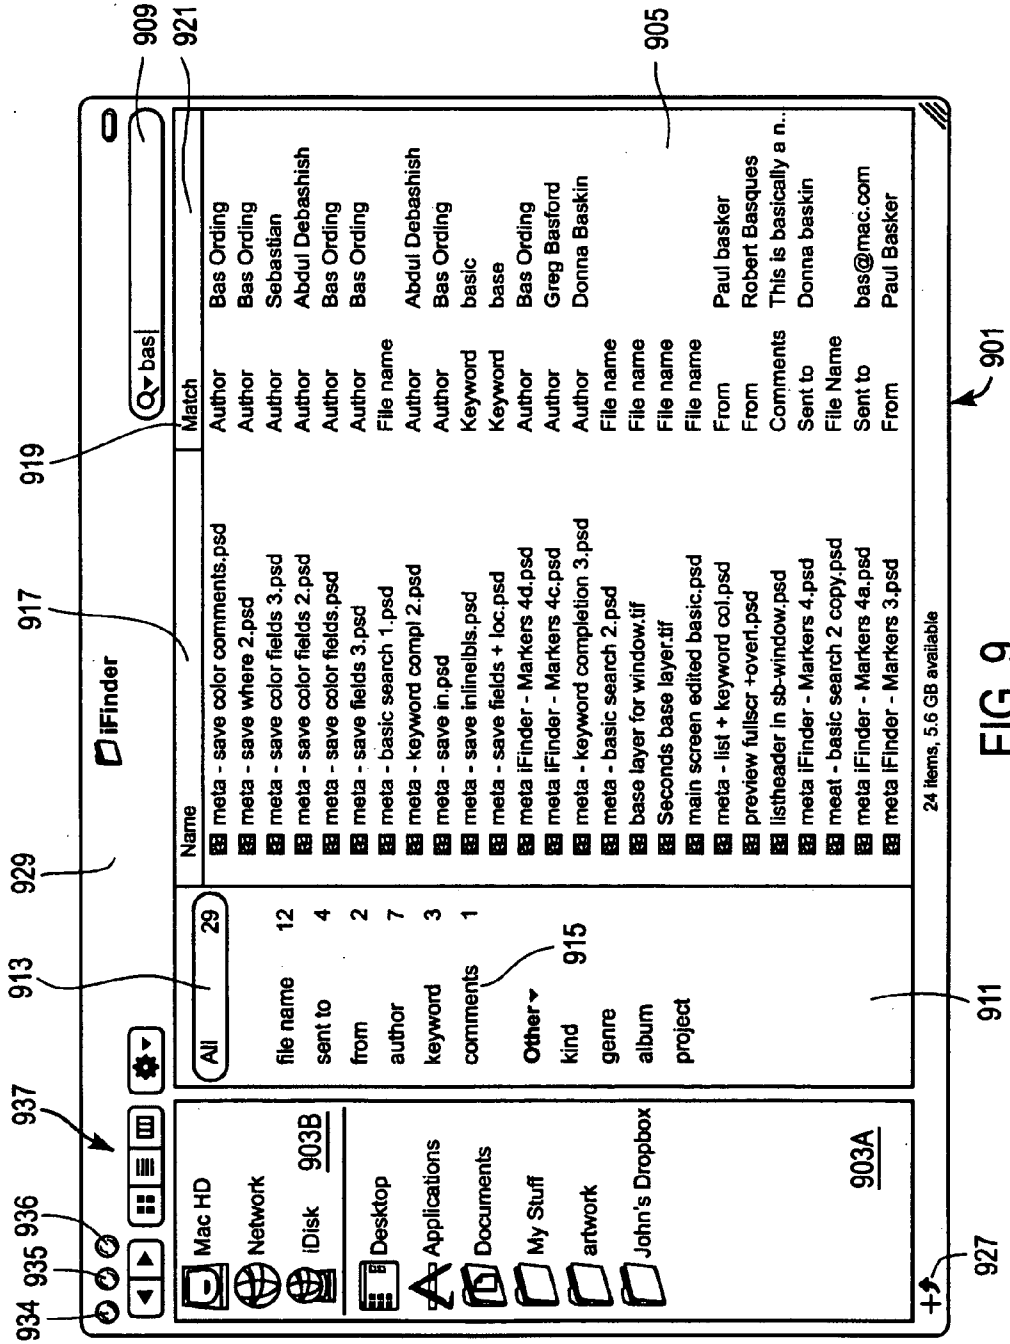 934
935
936
937
913
929
917
919
909
921
iFinder
bas
Mac HD
Network
iDisk
903B
Desktop
Applications
Documents
My Stuff
artwork
John's Dropbox
903A
All 29
file name 12
sent to 4
from 2
author 7
keyword 3
comments 1
915
Other
kind
genre
album
project
Name Match
meta - save color comments.psd Author Bas Ording
meta - save where 2.psd Author Bas Ording
meta - save color fields 3.psd Author Sebastian
meta - save color fields 2.psd Author Abdul Debashish
meta - save color fields.psd Author Bas Ording
meta - save fields 3.psd Author Bas Ording
meta - basic search 1.psd File name
meta - keyword compl 2.psd Author Abdul Debashish
meta - save in.psd Author Bas Ording
meta - save inlinelbls.psd Keyword basic
meta - save fields + loc.psd Keyword base
meta iFinder - Markers 4d.psd Author Bas Ording
meta iFinder - Markers 4c.psd Author Greg Basford
meta - keyword completion 3.psd Author Donna Baskin
meta - basic search 2.psd File name
base layer for window.tif File name
Seconds base layer.tif File name
main screen edited basic.psd File name
meta - list + keyword col.psd From Paul basker
preview fullscr +overl.psd From Robert Basques
listheader in sb-window.psd Comments This is basically a n...
meta iFinder - Markers 4.psd Sent to Donna baskin
meat - basic search 2 copy.psd File Name
meta iFinder - Markers 4a.psd Sent to bas@mac.com
meta iFinder - Markers 3.psd From Paul Basker
905
24 items, 5.6 GB available
927
911
901
FIG 9